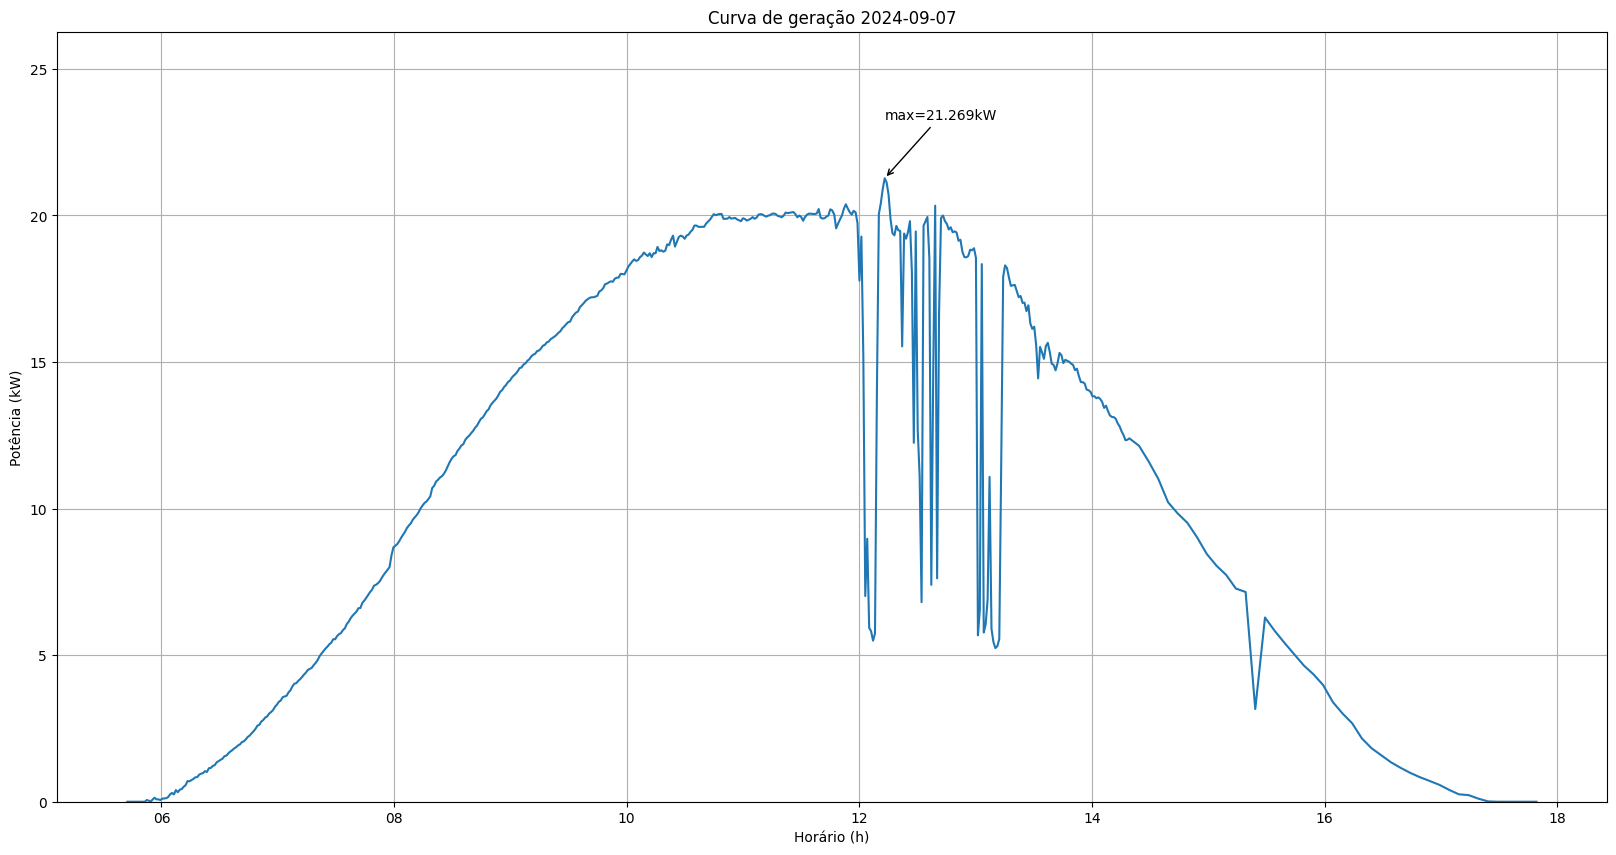 Curva de geração 2024-09-07
max=21.269kW
Potência (kW)
25
20
15
10
5
0
06 08 10 12 14 16 18
Horário (h)